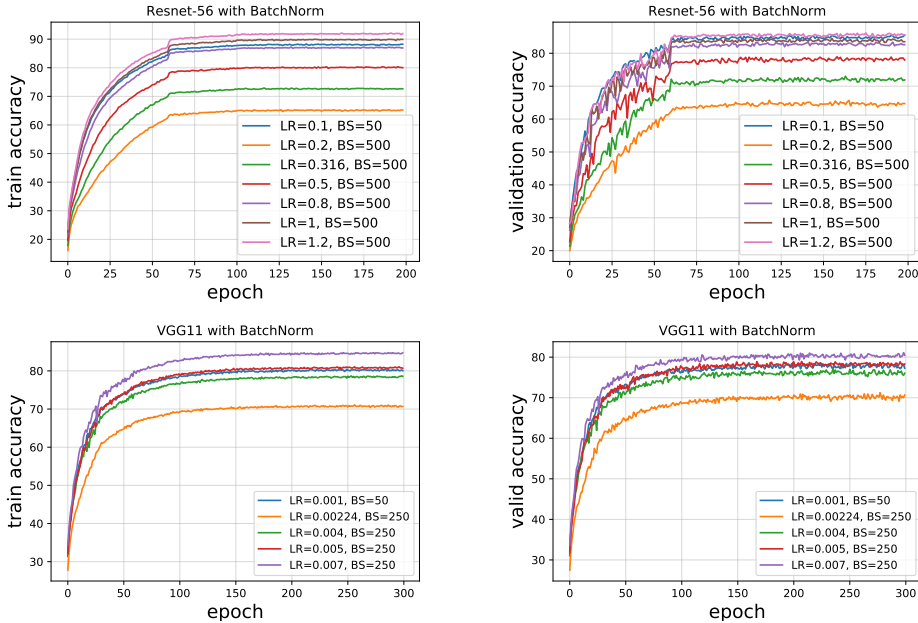 Resnet-56 with BatchNorm
train accuracy
90
80
70
60
50
40
30
20
LR=0.1, BS=50
LR=0.2, BS=500
LR=0.316, BS=500
LR=0.5, BS=500
LR=0.8, BS=500
LR=1, BS=500
LR=1.2, BS=500
0 25 50 75 100 125 150 175 200
epoch
Resnet-56 with BatchNorm
validation accuracy
80
70
60
50
40
30
20
LR=0.1, BS=50
LR=0.2, BS=500
LR=0.316, BS=500
LR=0.5, BS=500
LR=0.8, BS=500
LR=1, BS=500
LR=1.2, BS=500
0 25 50 75 100 125 150 175 200
epoch
VGG11 with BatchNorm
train accuracy
80
70
60
50
40
30
LR=0.001, BS=50
LR=0.00224, BS=250
LR=0.004, BS=250
LR=0.005, BS=250
LR=0.007, BS=250
0 50 100 150 200 250 300
epoch
VGG11 with BatchNorm
valid accuracy
80
70
60
50
40
30
LR=0.001, BS=50
LR=0.00224, BS=250
LR=0.004, BS=250
LR=0.005, BS=250
LR=0.007, BS=250
0 50 100 150 200 250 300
epoch